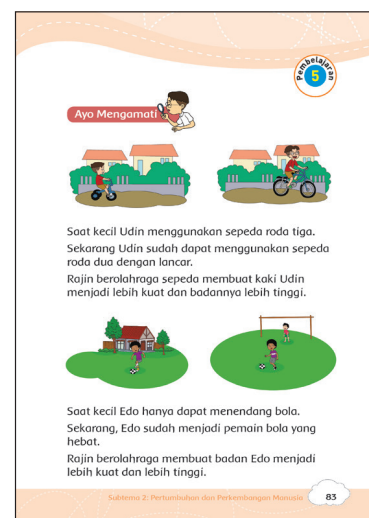 Pembelajaran
5
Ayo Mengamati
Saat kecil Udin menggunakan sepeda roda tiga.
Sekarang Udin sudah dapat menggunakan sepeda
roda dua dengan lancar.
Rajin berolahraga sepeda membuat kaki Udin
menjadi lebih kuat dan badannya lebih tinggi.
Saat kecil Edo hanya dapat menendang bola.
Sekarang, Edo sudah menjadi pemain bola yang
hebat.
Rajin berolahraga membuat badan Edo menjadi
lebih kuat dan lebih tinggi.
Subtema 2: Pertumbuhan dan Perkembangan Manusia
83